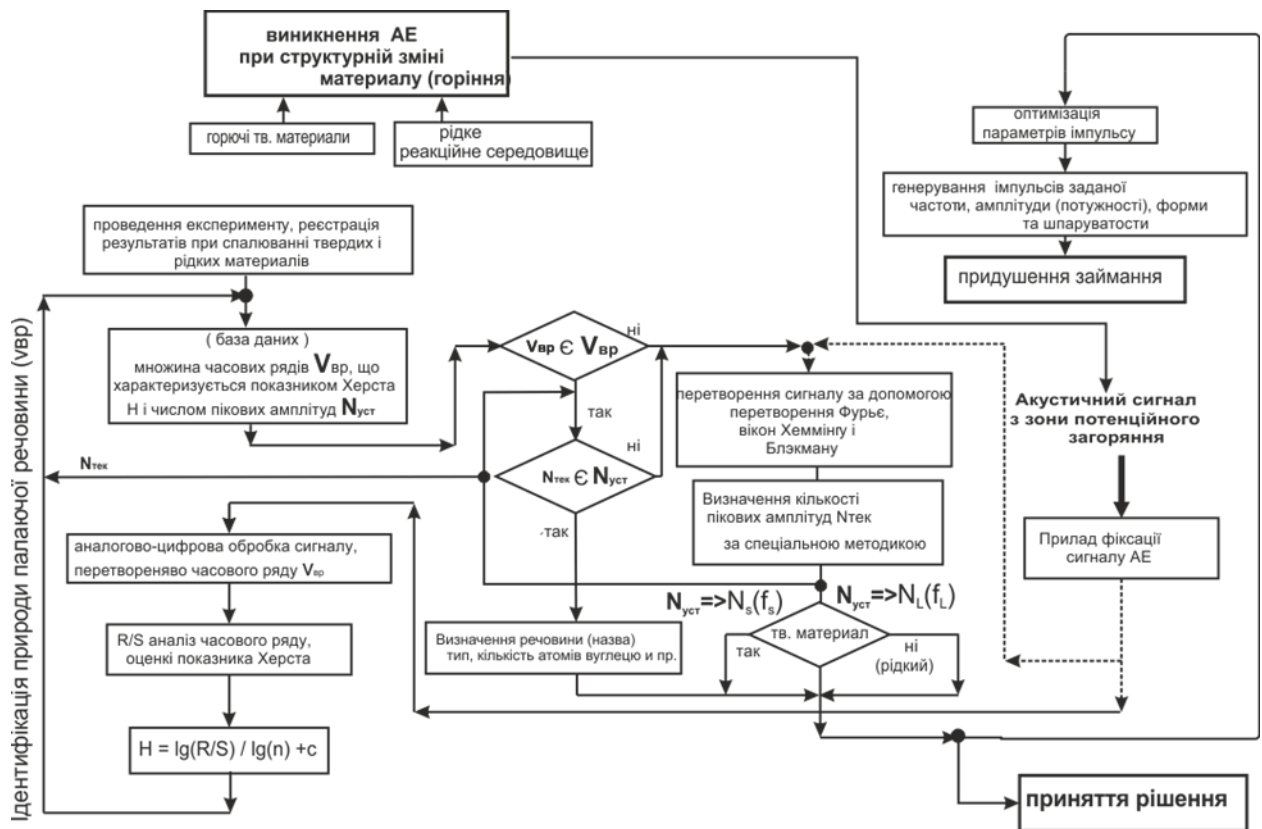 виникнення АЕ
при структурній зміні
материалу (горіння)
горючі тв. материали
рідке
реакційне середовище
оптимізація
параметрів імпульсу
генерування імпульсів заданої
частоти, амплітуди (потужності), форми
та шпаруватости
придушення займання
проведення експерименту, реєстрація
результатів при спалюванні твердих і
рідких материалів
( база даних )
множина часових рядів Vвр, що
характеризується показником Херста
Н і числом пікових амплітуд Nуст
Vвр Є Vвр
ні
так
Nтек Є Nуст
ні
так
Nтек
перетворення сигналу за допомогою
перетворення Фурьє,
вікон Хеммінгу і
Блэкману
Визначення кількості
пікових амплітуд Nтек
за спеціальною методикою
Акустичний сигнал
з зони потенційного
загоряння
Прилад фіксації
сигналу АЕ
аналогово-цифрова обробка сигналу,
перетвореняво часового ряду Vвр
R/S аналіз часового ряду,
оценкі показника Херста
H = lg(R/S) / lg(n) +c
Визначення речовини (назва)
тип, кількість атомів вуглецю и пр.
Nуст=>NS(fS)
Nуст=>NL(fL)
тв. материал
так
ні
(рідкий)
приняття рішення
Ідентифікація природи палаючої речовини (vвр)